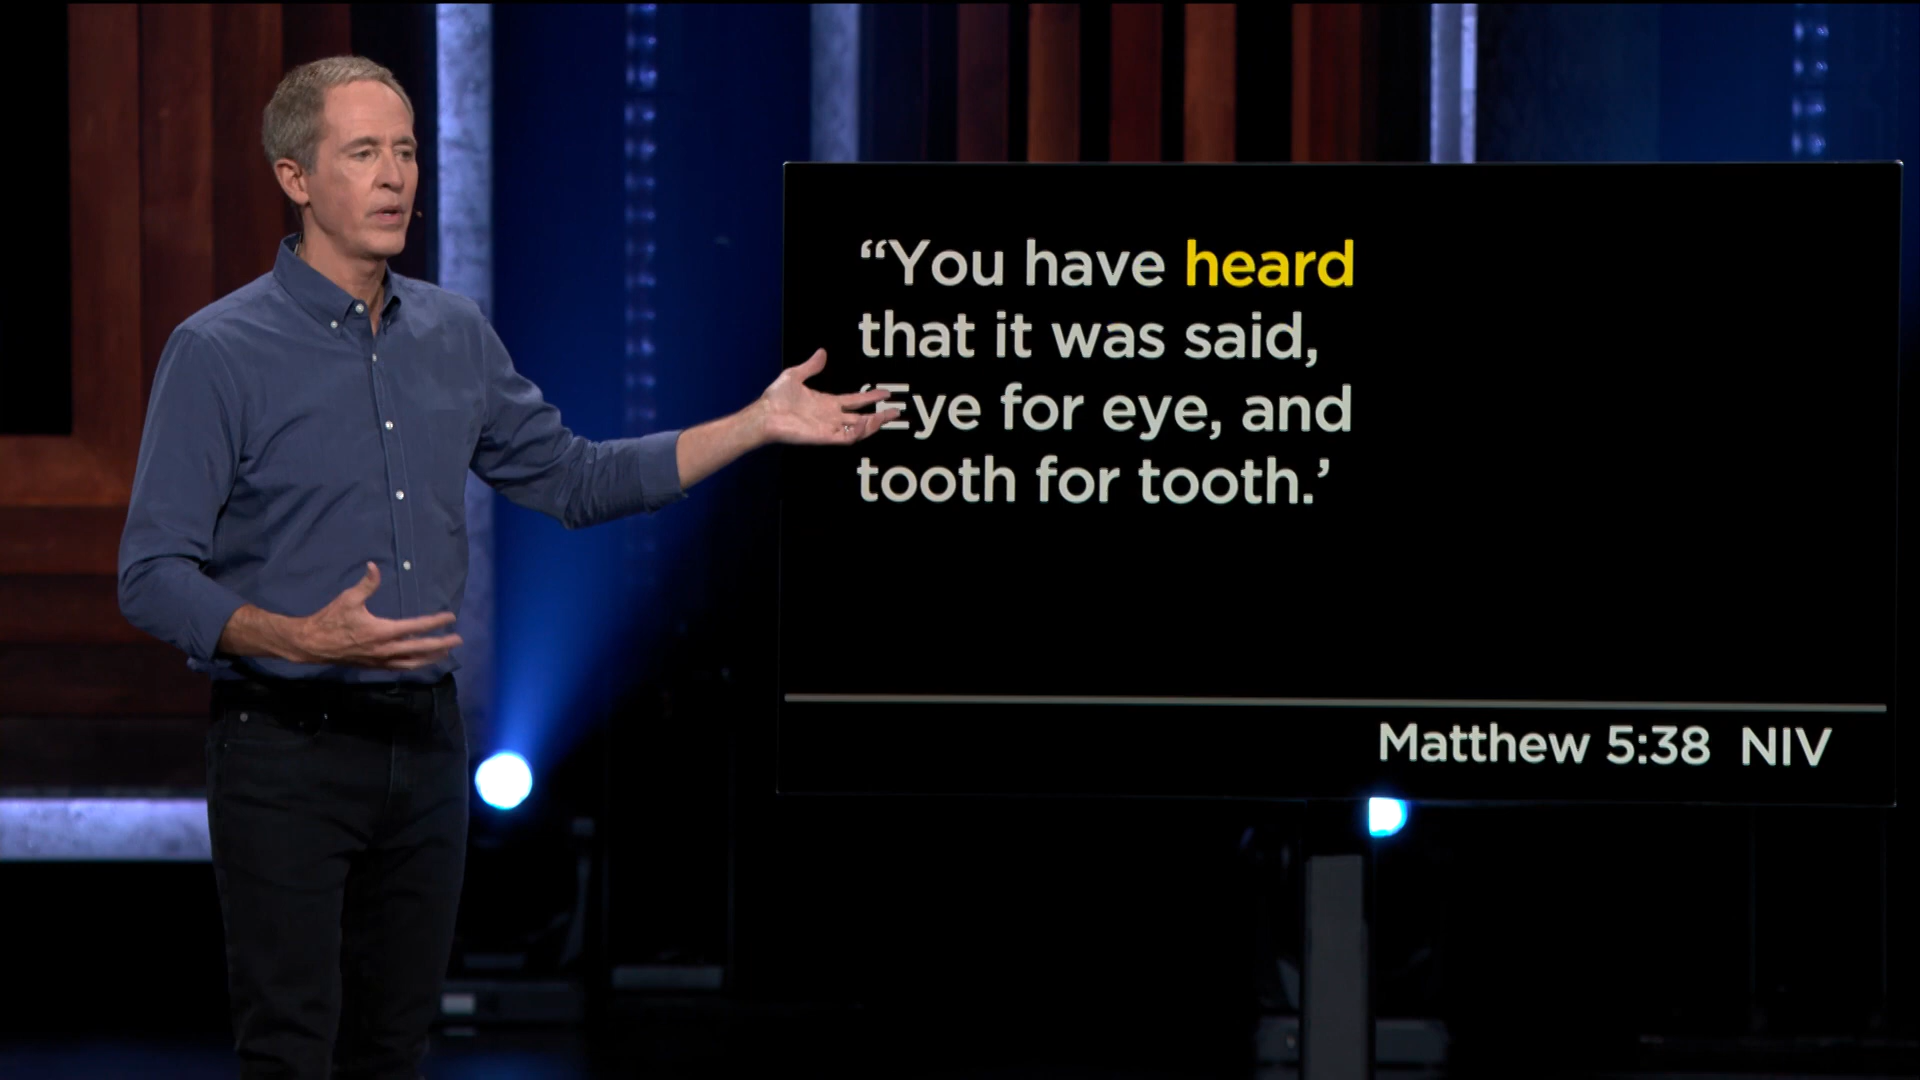 “You have heard
that it was said,
‘Eye for eye, and
tooth for tooth.’
Matthew 5:38 NIV